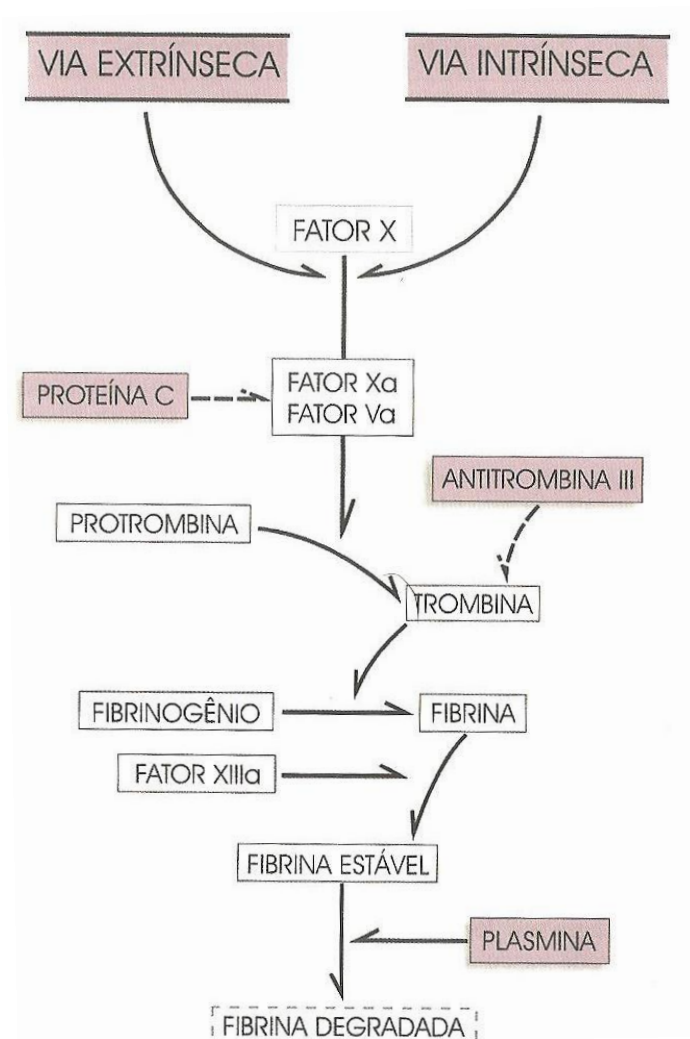 VIA EXTRÍNSECA
VIA INTRÍNSECA
FATOR X
PROTEÍNA C
FATOR Xa
FATOR Va
ANTITROMBINA III
PROTROMBINA
TROMBINA
FIBRINOGÊNIO
FIBRINA
FATOR XIIIa
FIBRINA ESTÁVEL
PLASMINA
FIBRINA DEGRADADA